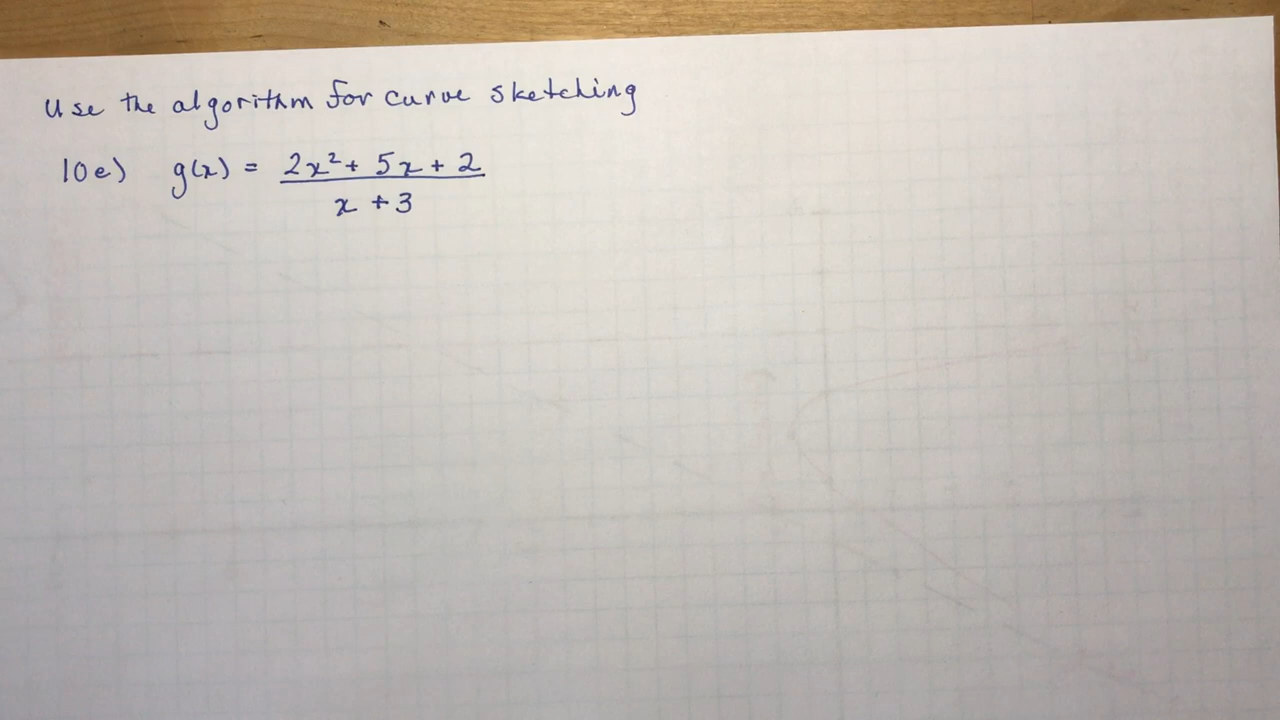 Use the algorithm for curve sketching
10e) g(x) = 2x² + 5x + 2
x + 3